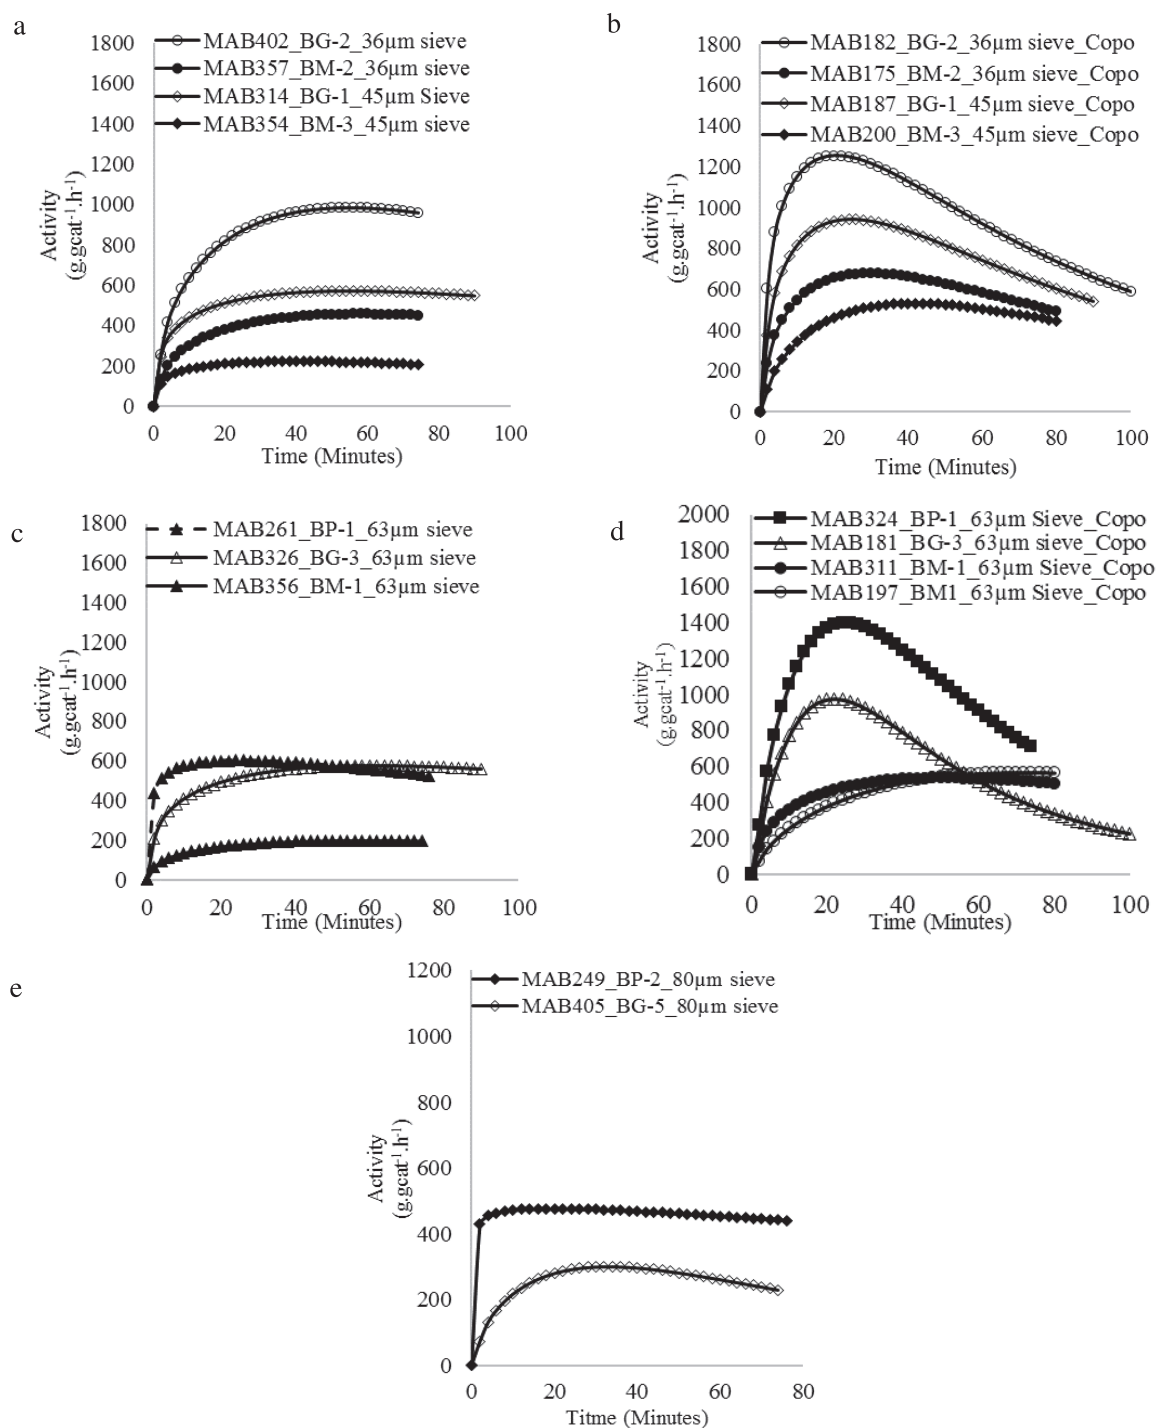 a
1800
1600
1400
1200
1000
800
600
400
200
0
MAB402_BG-2_36µm sieve
MAB357_BM-2_36µm sieve
MAB314_BG-1_45µm Sieve
MAB354_BM-3_45µm sieve
Activity
(g.gcat⁻¹.h⁻¹)
0 20 40 60 80 100
Time (Minutes)
b
1800
1600
1400
1200
1000
800
600
400
200
0
MAB182_BG-2_36µm sieve_Copo
MAB175_BM-2_36µm sieve_Copo
MAB187_BG-1_45µm sieve_Copo
MAB200_BM-3_45µm sieve_Copo
Activity
(g.gcat⁻¹.h⁻¹)
0 20 40 60 80 100
Time (Minutes)
c
1800
1600
1400
1200
1000
800
600
400
200
0
MAB261_BP-1_63µm sieve
MAB326_BG-3_63µm sieve
MAB356_BM-1_63µm sieve
Activity
(g.gcat⁻¹.h⁻¹)
0 20 40 60 80 100
Time (Minutes)
d
2000
1800
1600
1400
1200
1000
800
600
400
200
0
MAB324_BP-1_63µm Sieve_Copo
MAB181_BG-3_63µm sieve_Copo
MAB311_BM-1_63µm Sieve_Copo
MAB197_BM1_63µm Sieve_Copo
Activity
(g.gcat⁻¹.h⁻¹)
0 20 40 60 80 100
Time (Minutes)
e
1200
1000
800
600
400
200
0
MAB249_BP-2_80µm sieve
MAB405_BG-5_80µm sieve
Activity
(g.gcat⁻¹.h⁻¹)
0 20 40 60 80
Titme (Minutes)